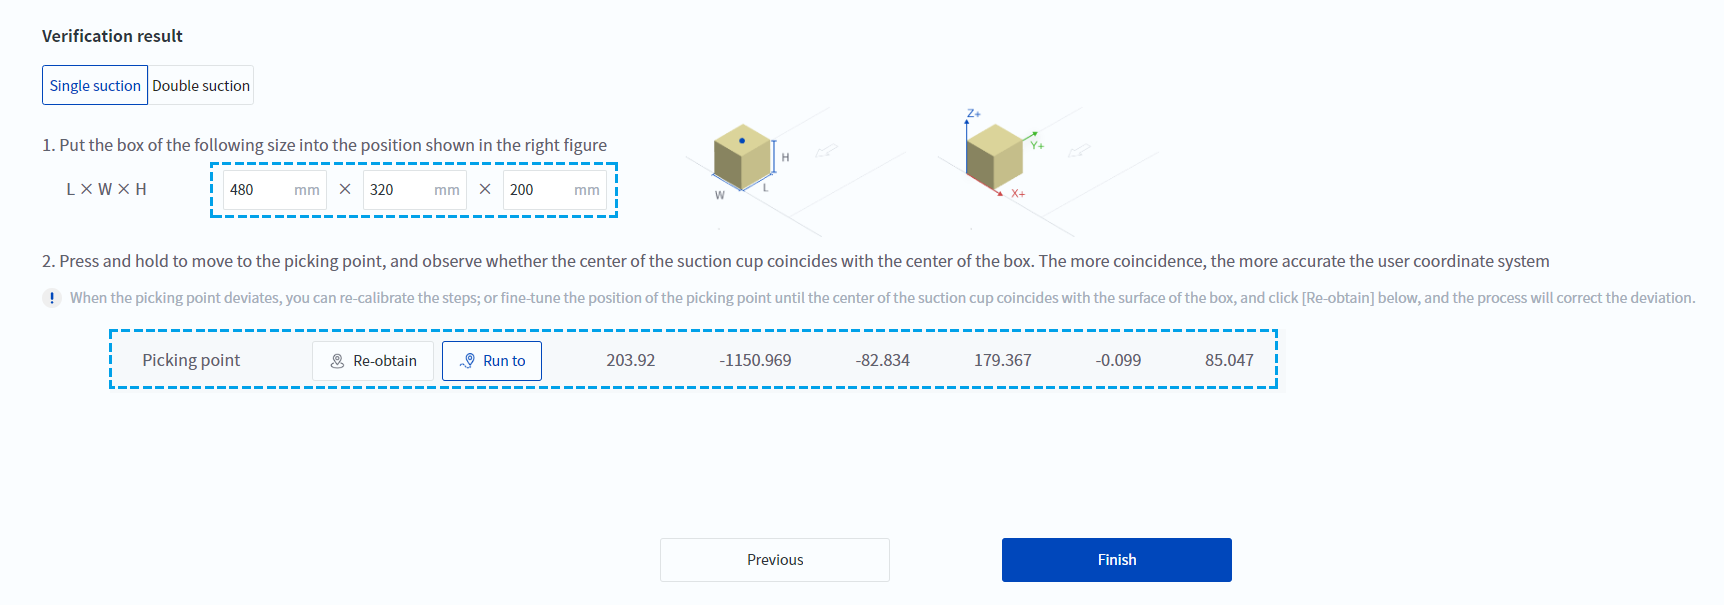 Verification result
Single suction Double suction
1. Put the box of the following size into the position shown in the right figure
L × W × H 480 mm × 320 mm × 200 mm
H
W
L
Z+
Y+
X+
2. Press and hold to move to the picking point, and observe whether the center of the suction cup coincides with the center of the box. The more coincidence, the more accurate the user coordinate system
! When the picking point deviates, you can re-calibrate the steps; or fine-tune the position of the picking point until the center of the suction cup coincides with the surface of the box, and click [Re-obtain] below, and the process will correct the deviation.
Picking point Re-obtain Run to 203.92 -1150.969 -82.834 179.367 -0.099 85.047
Previous Finish